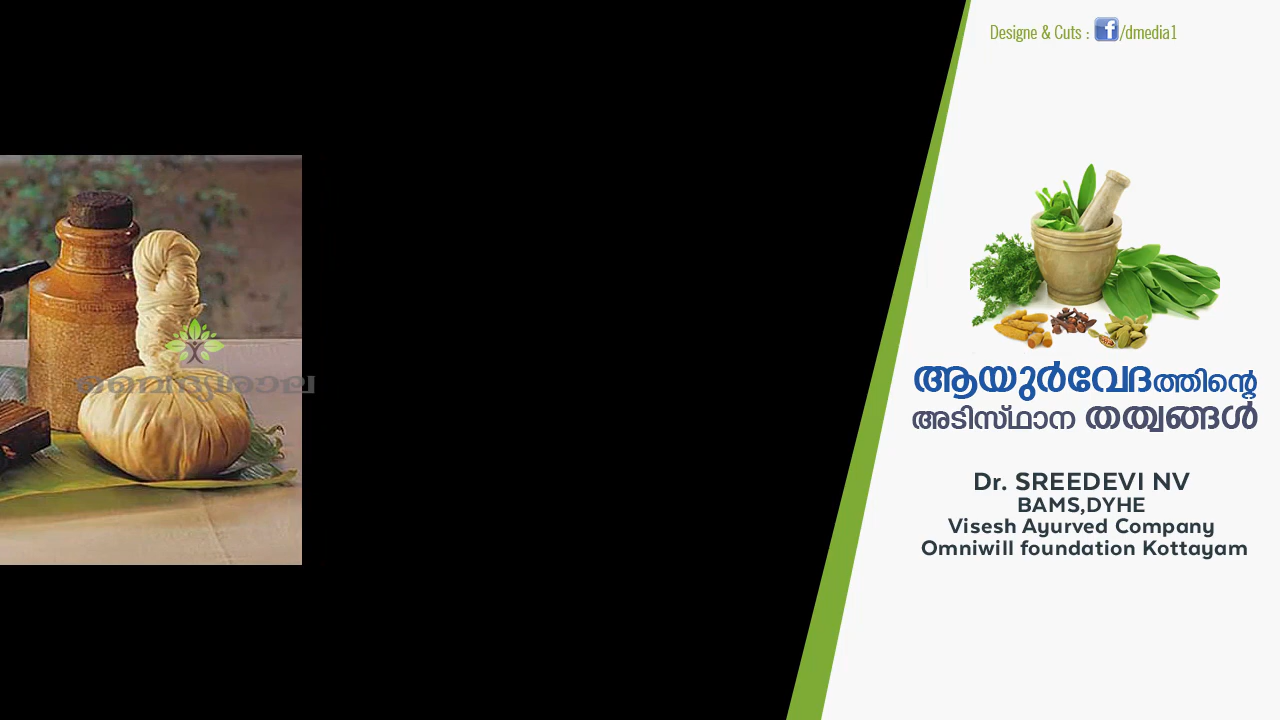 Designe & Cuts : f/dmedia1
വൈദ്യശാല
ആയുർവേദത്തിന്റെ
അടിസ്ഥാന തത്വങ്ങൾ
Dr. SREEDEVI NV
BAMS,DYHE
Visesh Ayurved Company
Omniwill foundation Kottayam